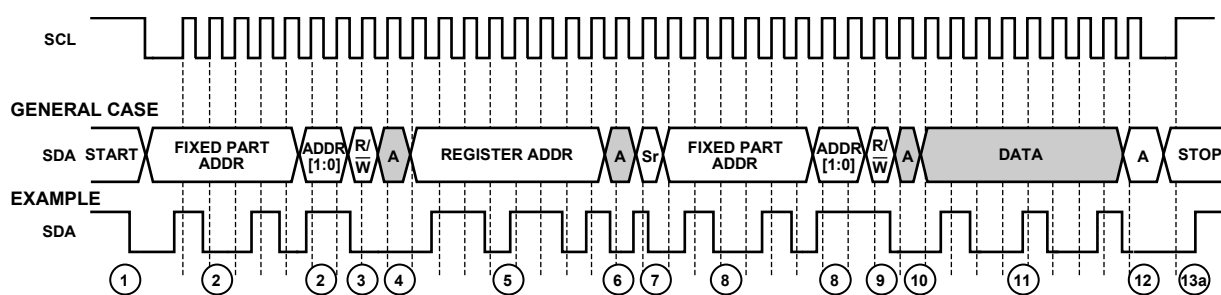 SCL
GENERAL CASE
SDA START FIXED PART ADDR ADDR [1:0] R/W A REGISTER ADDR A Sr FIXED PART ADDR ADDR [1:0] R/W A DATA A STOP
EXAMPLE
SDA
1 2 2 3 4 5 6 7 8 8 9 10 11 12 13a